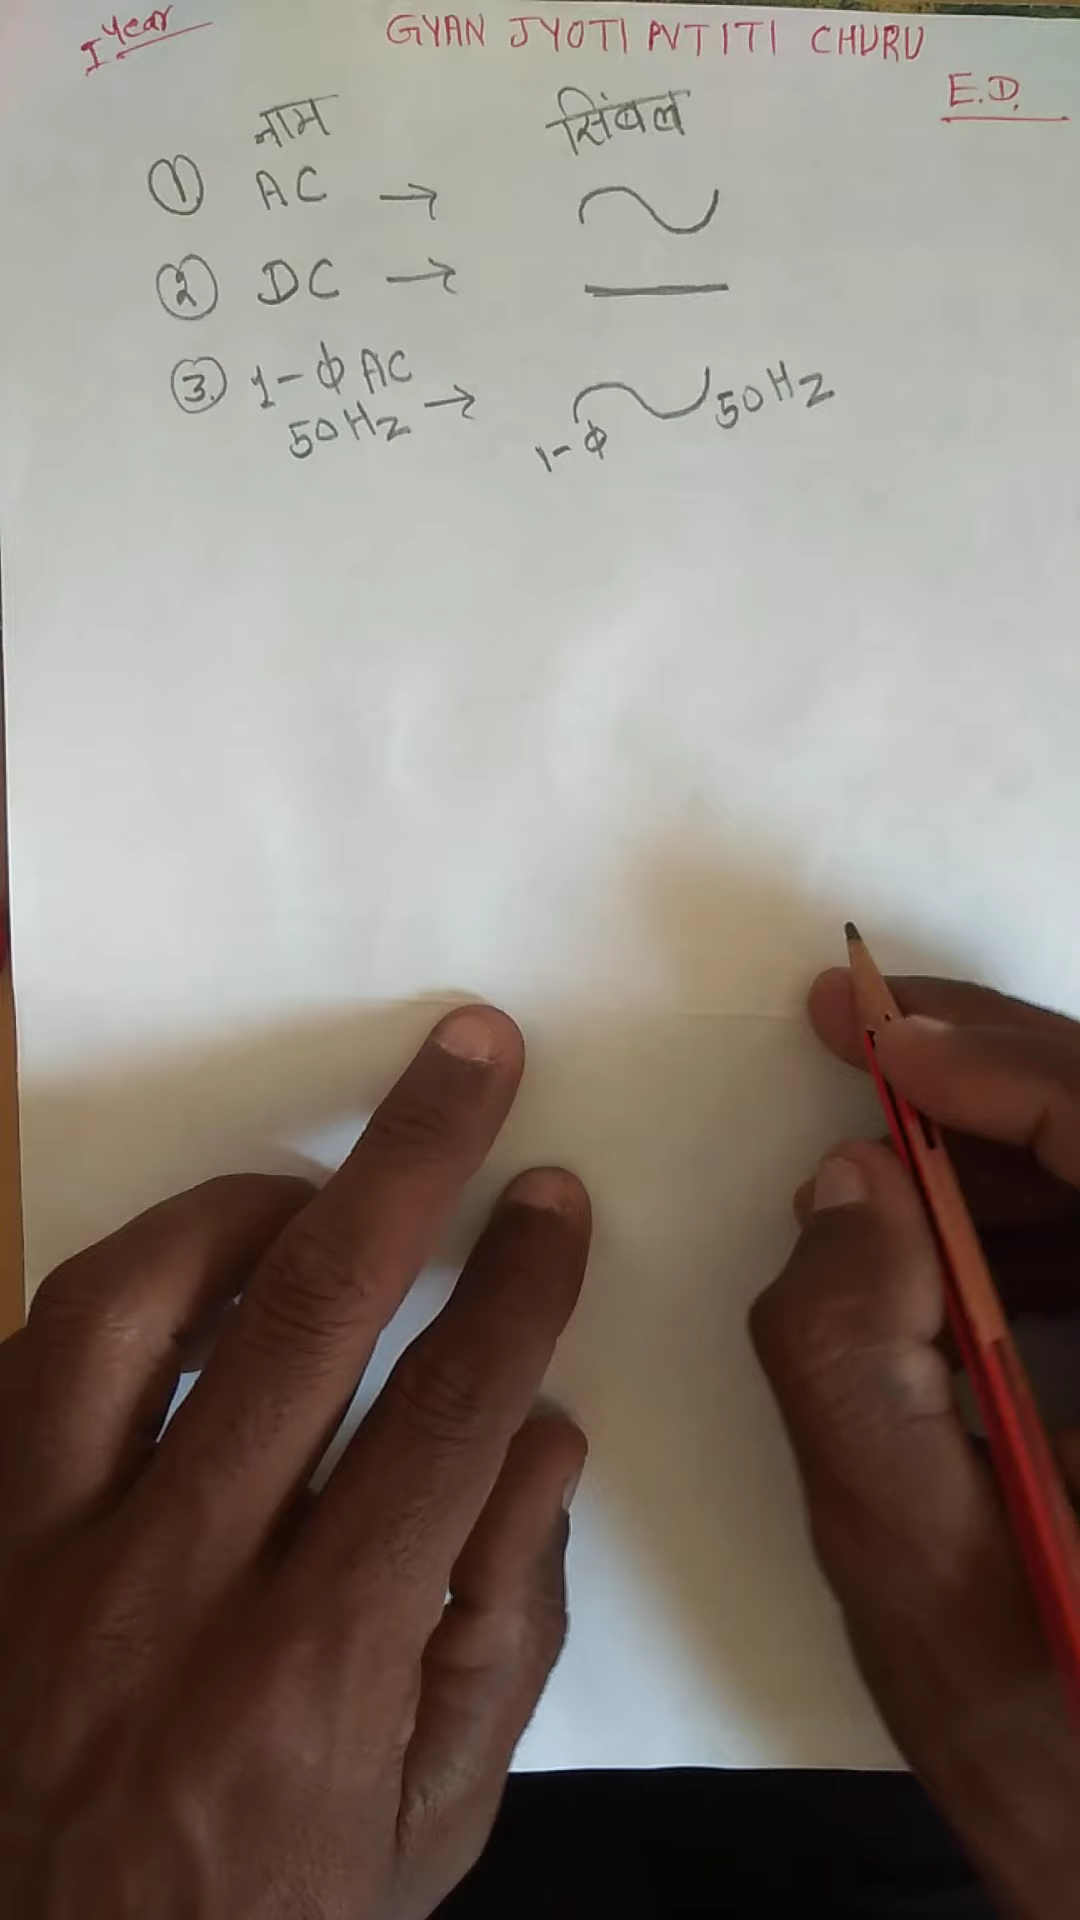 I year
GYAN JYOTI PVT ITI CHURU
E.D.
नाम सिंबल
① AC → ~
② DC → —
③. 1-ϕ AC 50Hz → 1-ϕ ~ 50Hz